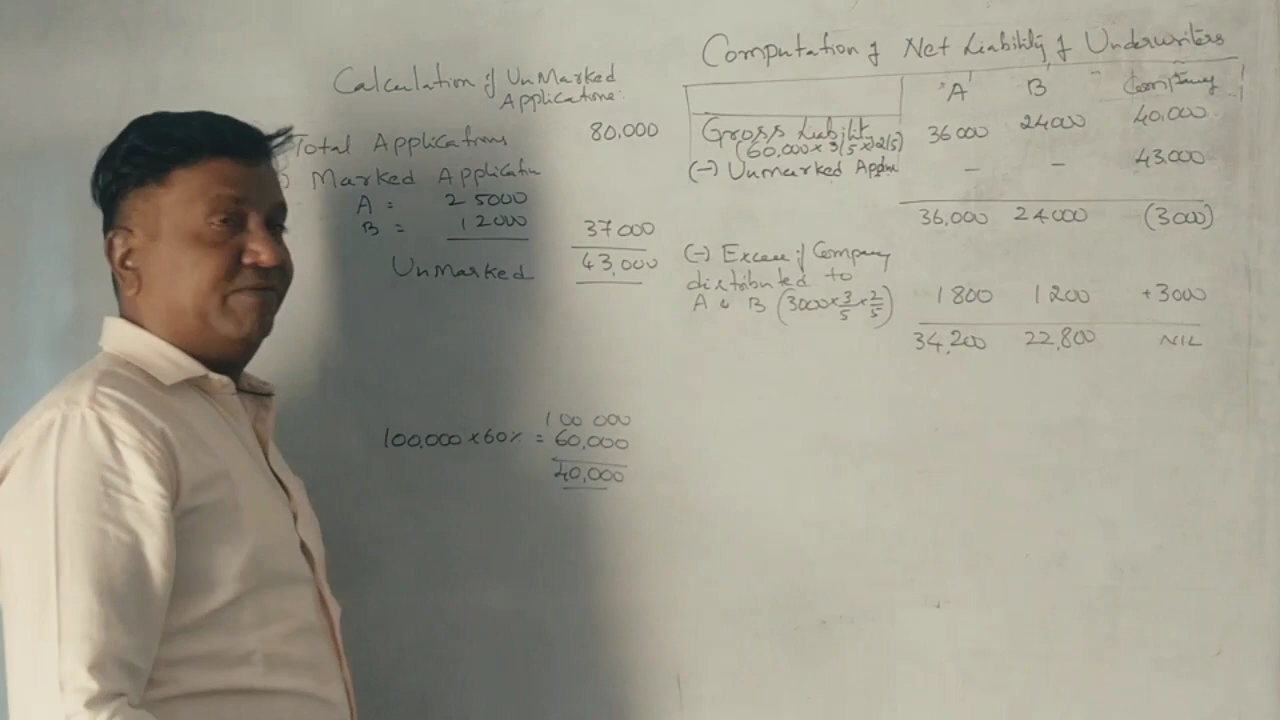 Calculation of UnMarked
Applications:
Total Applications 80,000
(-) Marked Application
A = 25000
B = 12000 37000
UnMarked 43,000
100 000
100,000 x 60% = 60,000
40,000
Computation of Net Liability of Underwriters
"A" B" " Company
Gross Liability 36000 24000 40,000
(60,000 x 3/5 x 2/5)
(-) Unmarked Appln — — 43,000
36,000 24000 (3000)
(-) Excess of Company
distributed to
A & B (3000 x 3/5 x 2/5) 1800 1200 +3000
34,200 22,800 NIL